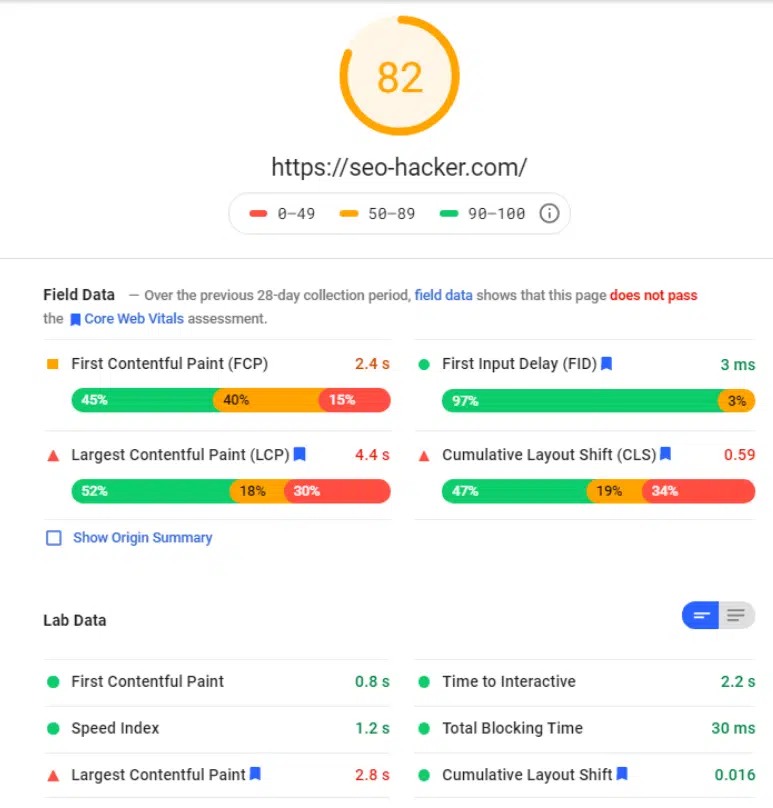 82
https://seo-hacker.com/
0–49 50–89 90–100
Field Data — Over the previous 28-day collection period, field data shows that this page does not pass
the Core Web Vitals assessment.
First Contentful Paint (FCP) 2.4 s
45% 40% 15%
First Input Delay (FID) 3 ms
97% 3%
Largest Contentful Paint (LCP) 4.4 s
52% 18% 30%
Cumulative Layout Shift (CLS) 0.59
47% 19% 34%
Show Origin Summary
Lab Data
First Contentful Paint 0.8 s
Time to Interactive 2.2 s
Speed Index 1.2 s
Total Blocking Time 30 ms
Largest Contentful Paint 2.8 s
Cumulative Layout Shift 0.016